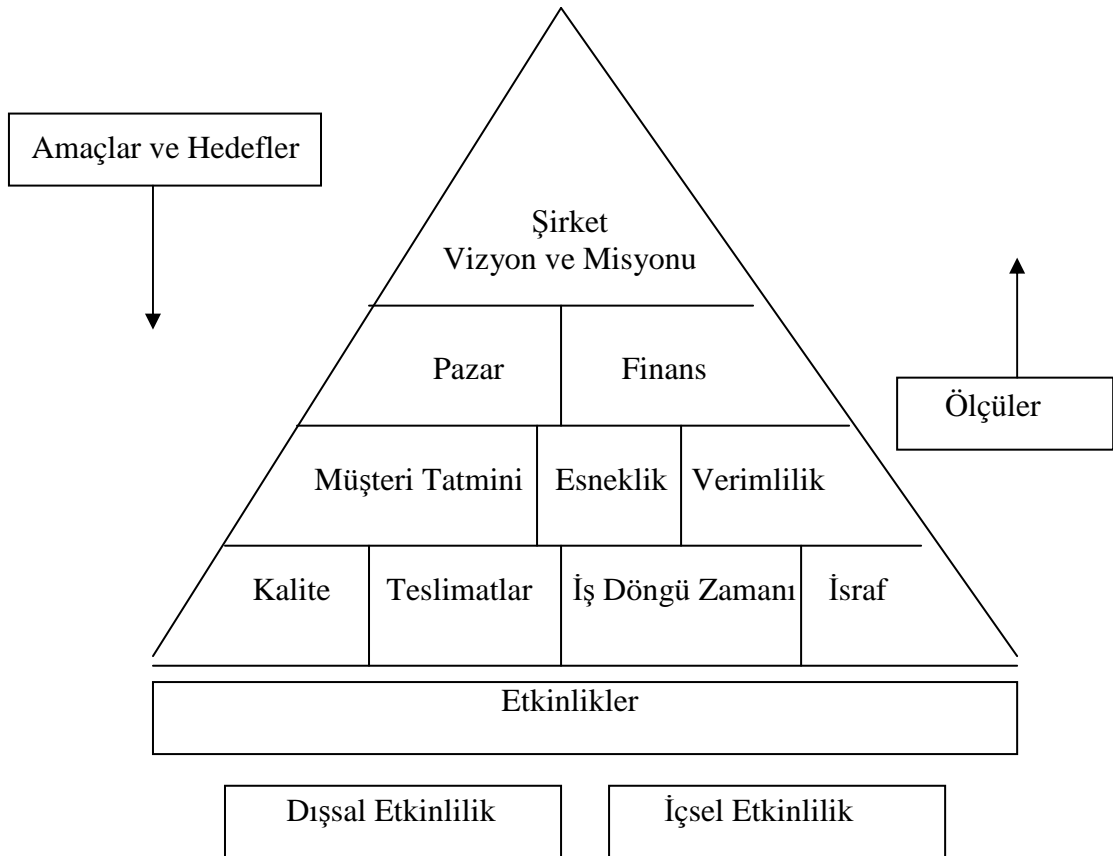 Amaçlar ve Hedefler
Şirket
Vizyon ve Misyonu
Pazar Finans
Ölçüler
Müşteri Tatmini Esneklik Verimlilik
Kalite Teslimatlar İş Döngü Zamanı İsraf
Etkinlikler
Dışsal Etkinlilik İçsel Etkinlilik